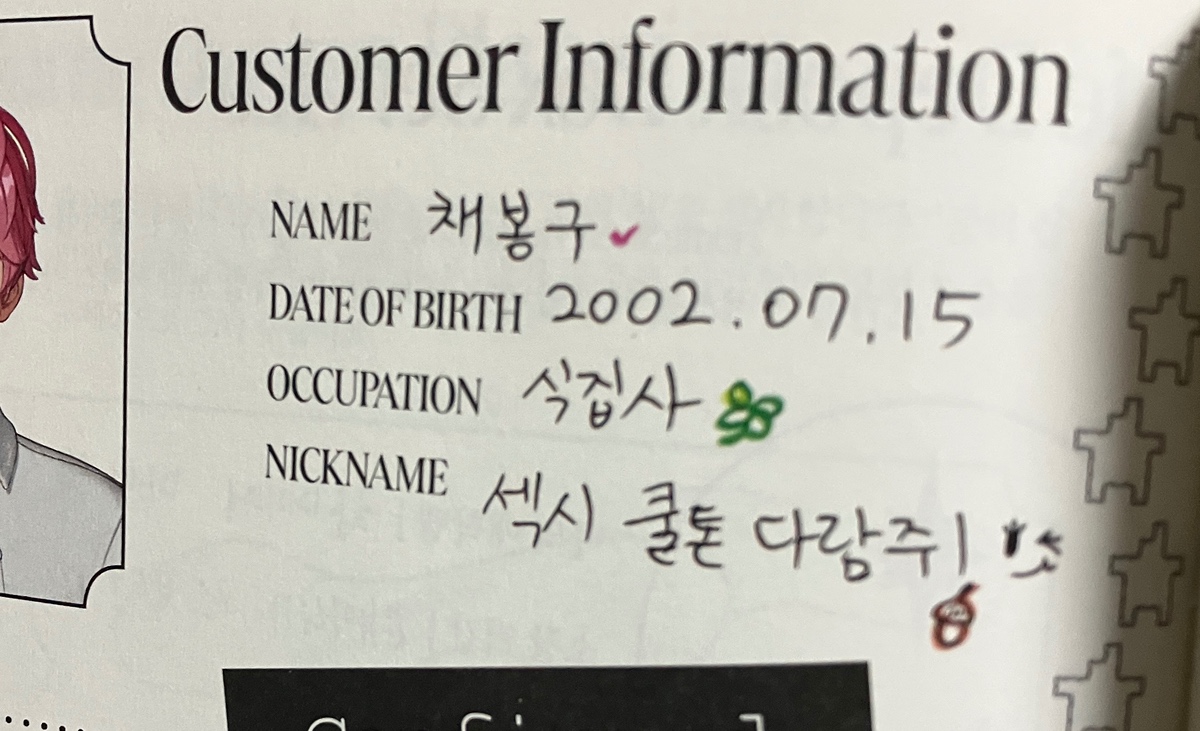 Customer Information
NAME 채봉구
DATE OF BIRTH 2002.07.15
OCCUPATION 식집사
NICKNAME 섹시 쿨톤 다람쥐